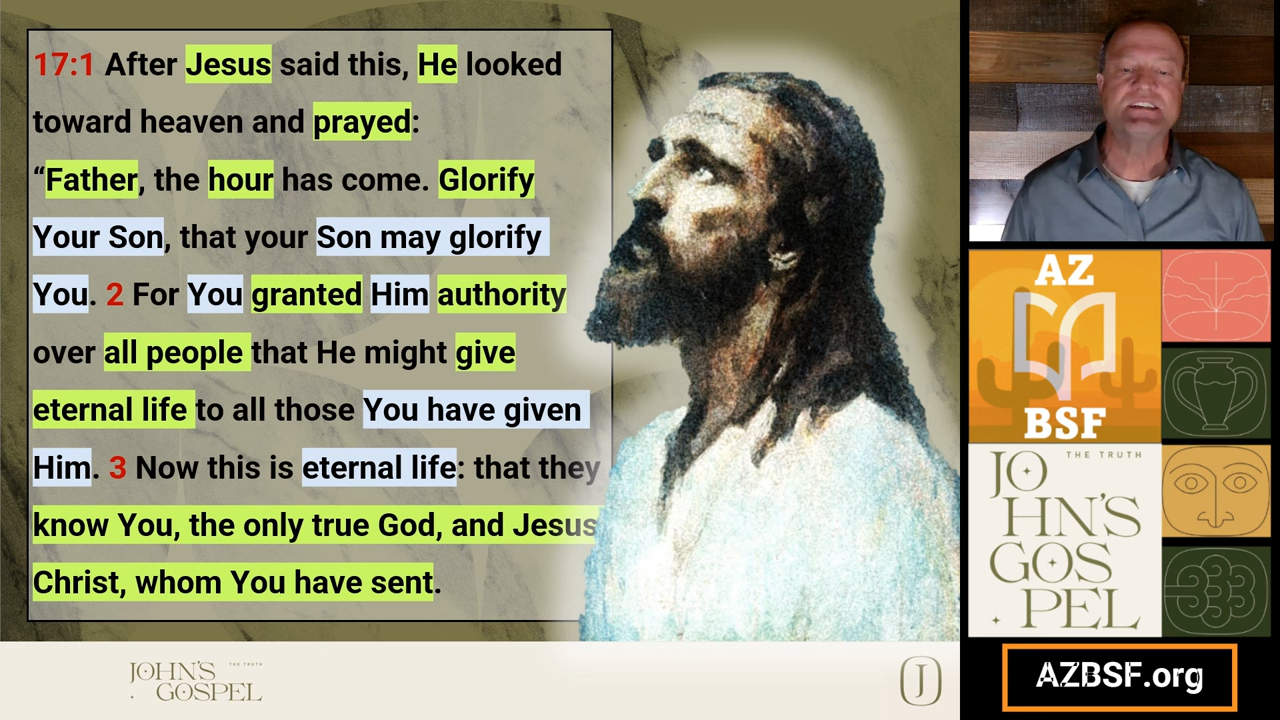 17:1 After Jesus said this, He looked
toward heaven and prayed:
“Father, the hour has come. Glorify
Your Son, that your Son may glorify
You. 2 For You granted Him authority
over all people that He might give
eternal life to all those You have given
Him. 3 Now this is eternal life: that they
know You, the only true God, and Jesus
Christ, whom You have sent.
JOHN'S THE TRUTH
GOSPEL
J
AZ
BSF
THE TRUTH
JO
HN'S
GOS
PEL
AZBSF.org